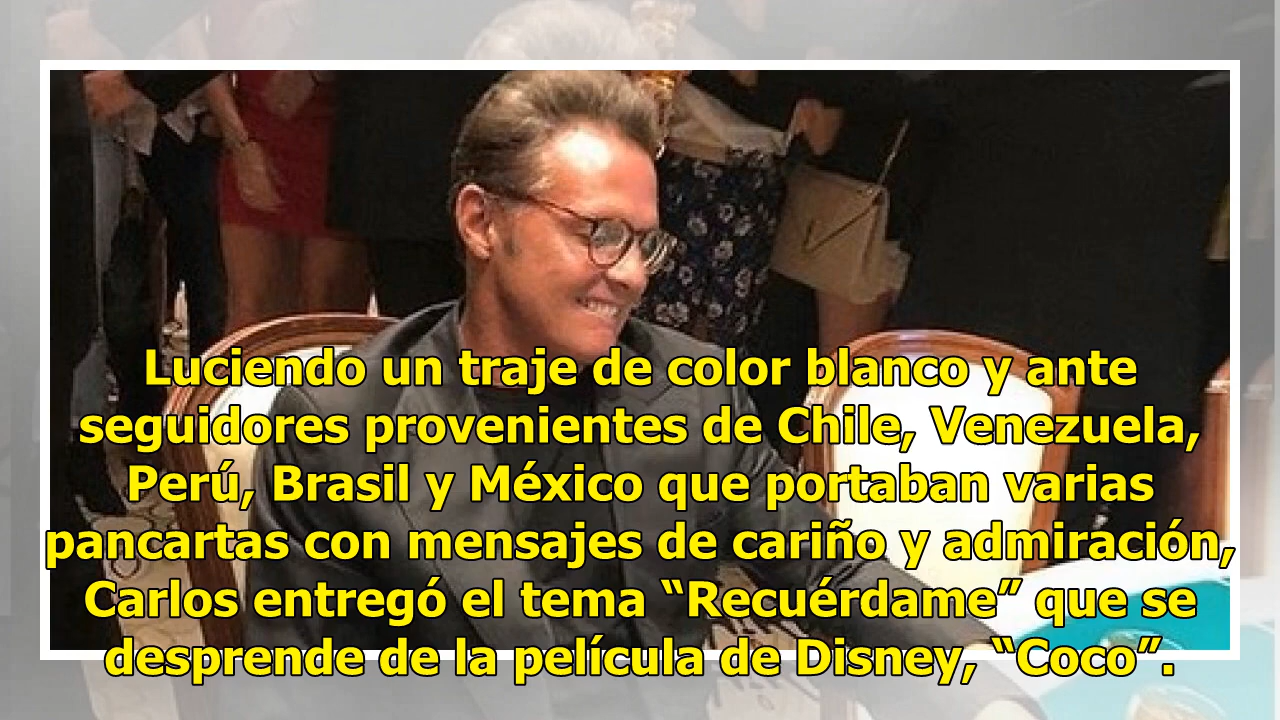 Luciendo un traje de color blanco y ante
seguidores provenientes de Chile, Venezuela,
Perú, Brasil y México que portaban varias
pancartas con mensajes de cariño y admiración,
Carlos entregó el tema “Recuérdame” que se
desprende de la película de Disney, “Coco”.